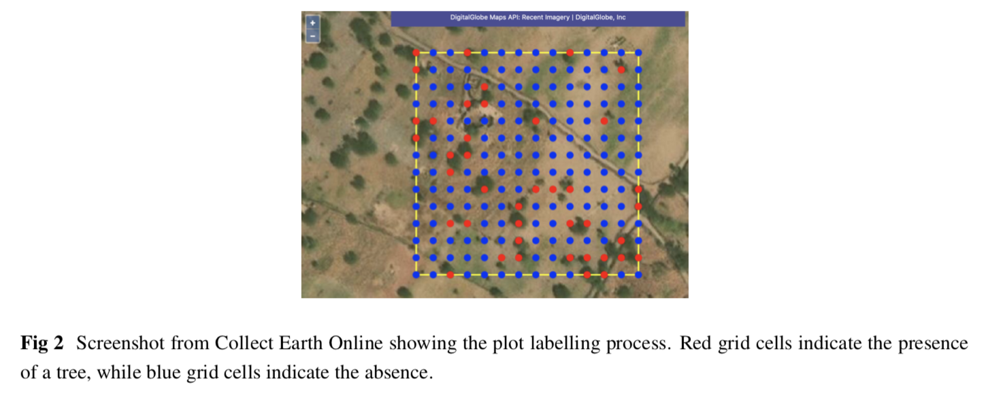 +
DigitalGlobe Maps API: Recent Imagery | DigitalGlobe, Inc
−
Fig 2 Screenshot from Collect Earth Online showing the plot labelling process. Red grid cells indicate the presence
of a tree, while blue grid cells indicate the absence.